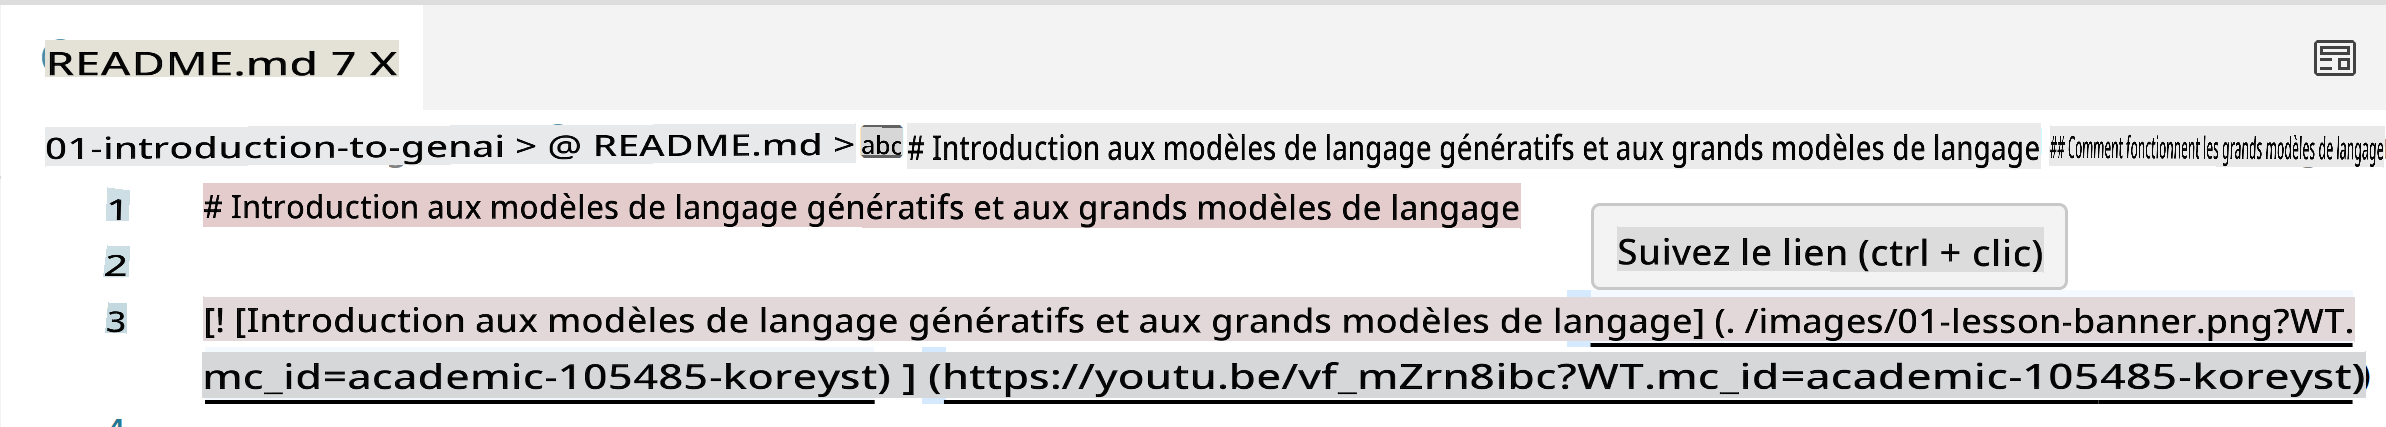 README.md 7 X
01-introduction-to-genai > @ README.md > abc # Introduction aux modèles de langage génératifs et aux grands modèles de langage ## Comment fonctionnent les grands modèles de langage
1 # Introduction aux modèles de langage génératifs et aux grands modèles de langage
Suivez le lien (ctrl + clic)
2
3 [! [Introduction aux modèles de langage génératifs et aux grands modèles de langage] (. /images/01-lesson-banner.png?WT.
mc_id=academic-105485-koreyst) ] (https://youtu.be/vf_mZrn8ibc?WT.mc_id=academic-105485-koreyst)